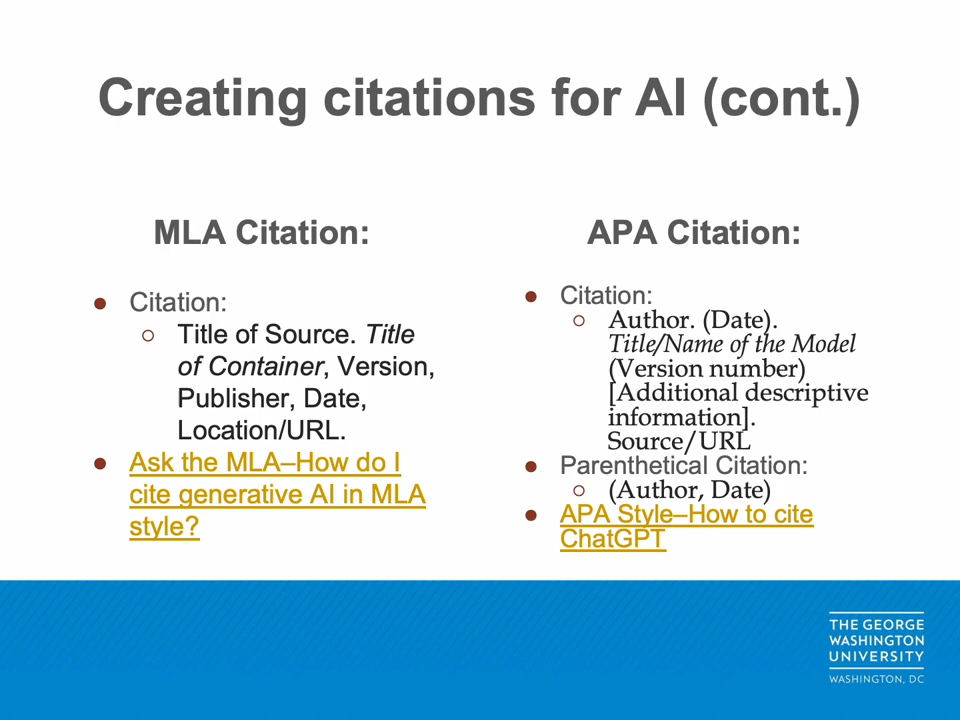 Creating citations for AI (cont.)
MLA Citation:
● Citation:
○ Title of Source. Title
of Container, Version,
Publisher, Date,
Location/URL.
● Ask the MLA–How do I
cite generative AI in MLA
style?
APA Citation:
● Citation:
○ Author. (Date).
Title/Name of the Model
(Version number)
[Additional descriptive
information].
Source/URL
● Parenthetical Citation:
○ (Author, Date)
● APA Style–How to cite
ChatGPT
THE GEORGE
WASHINGTON
UNIVERSITY
WASHINGTON, DC